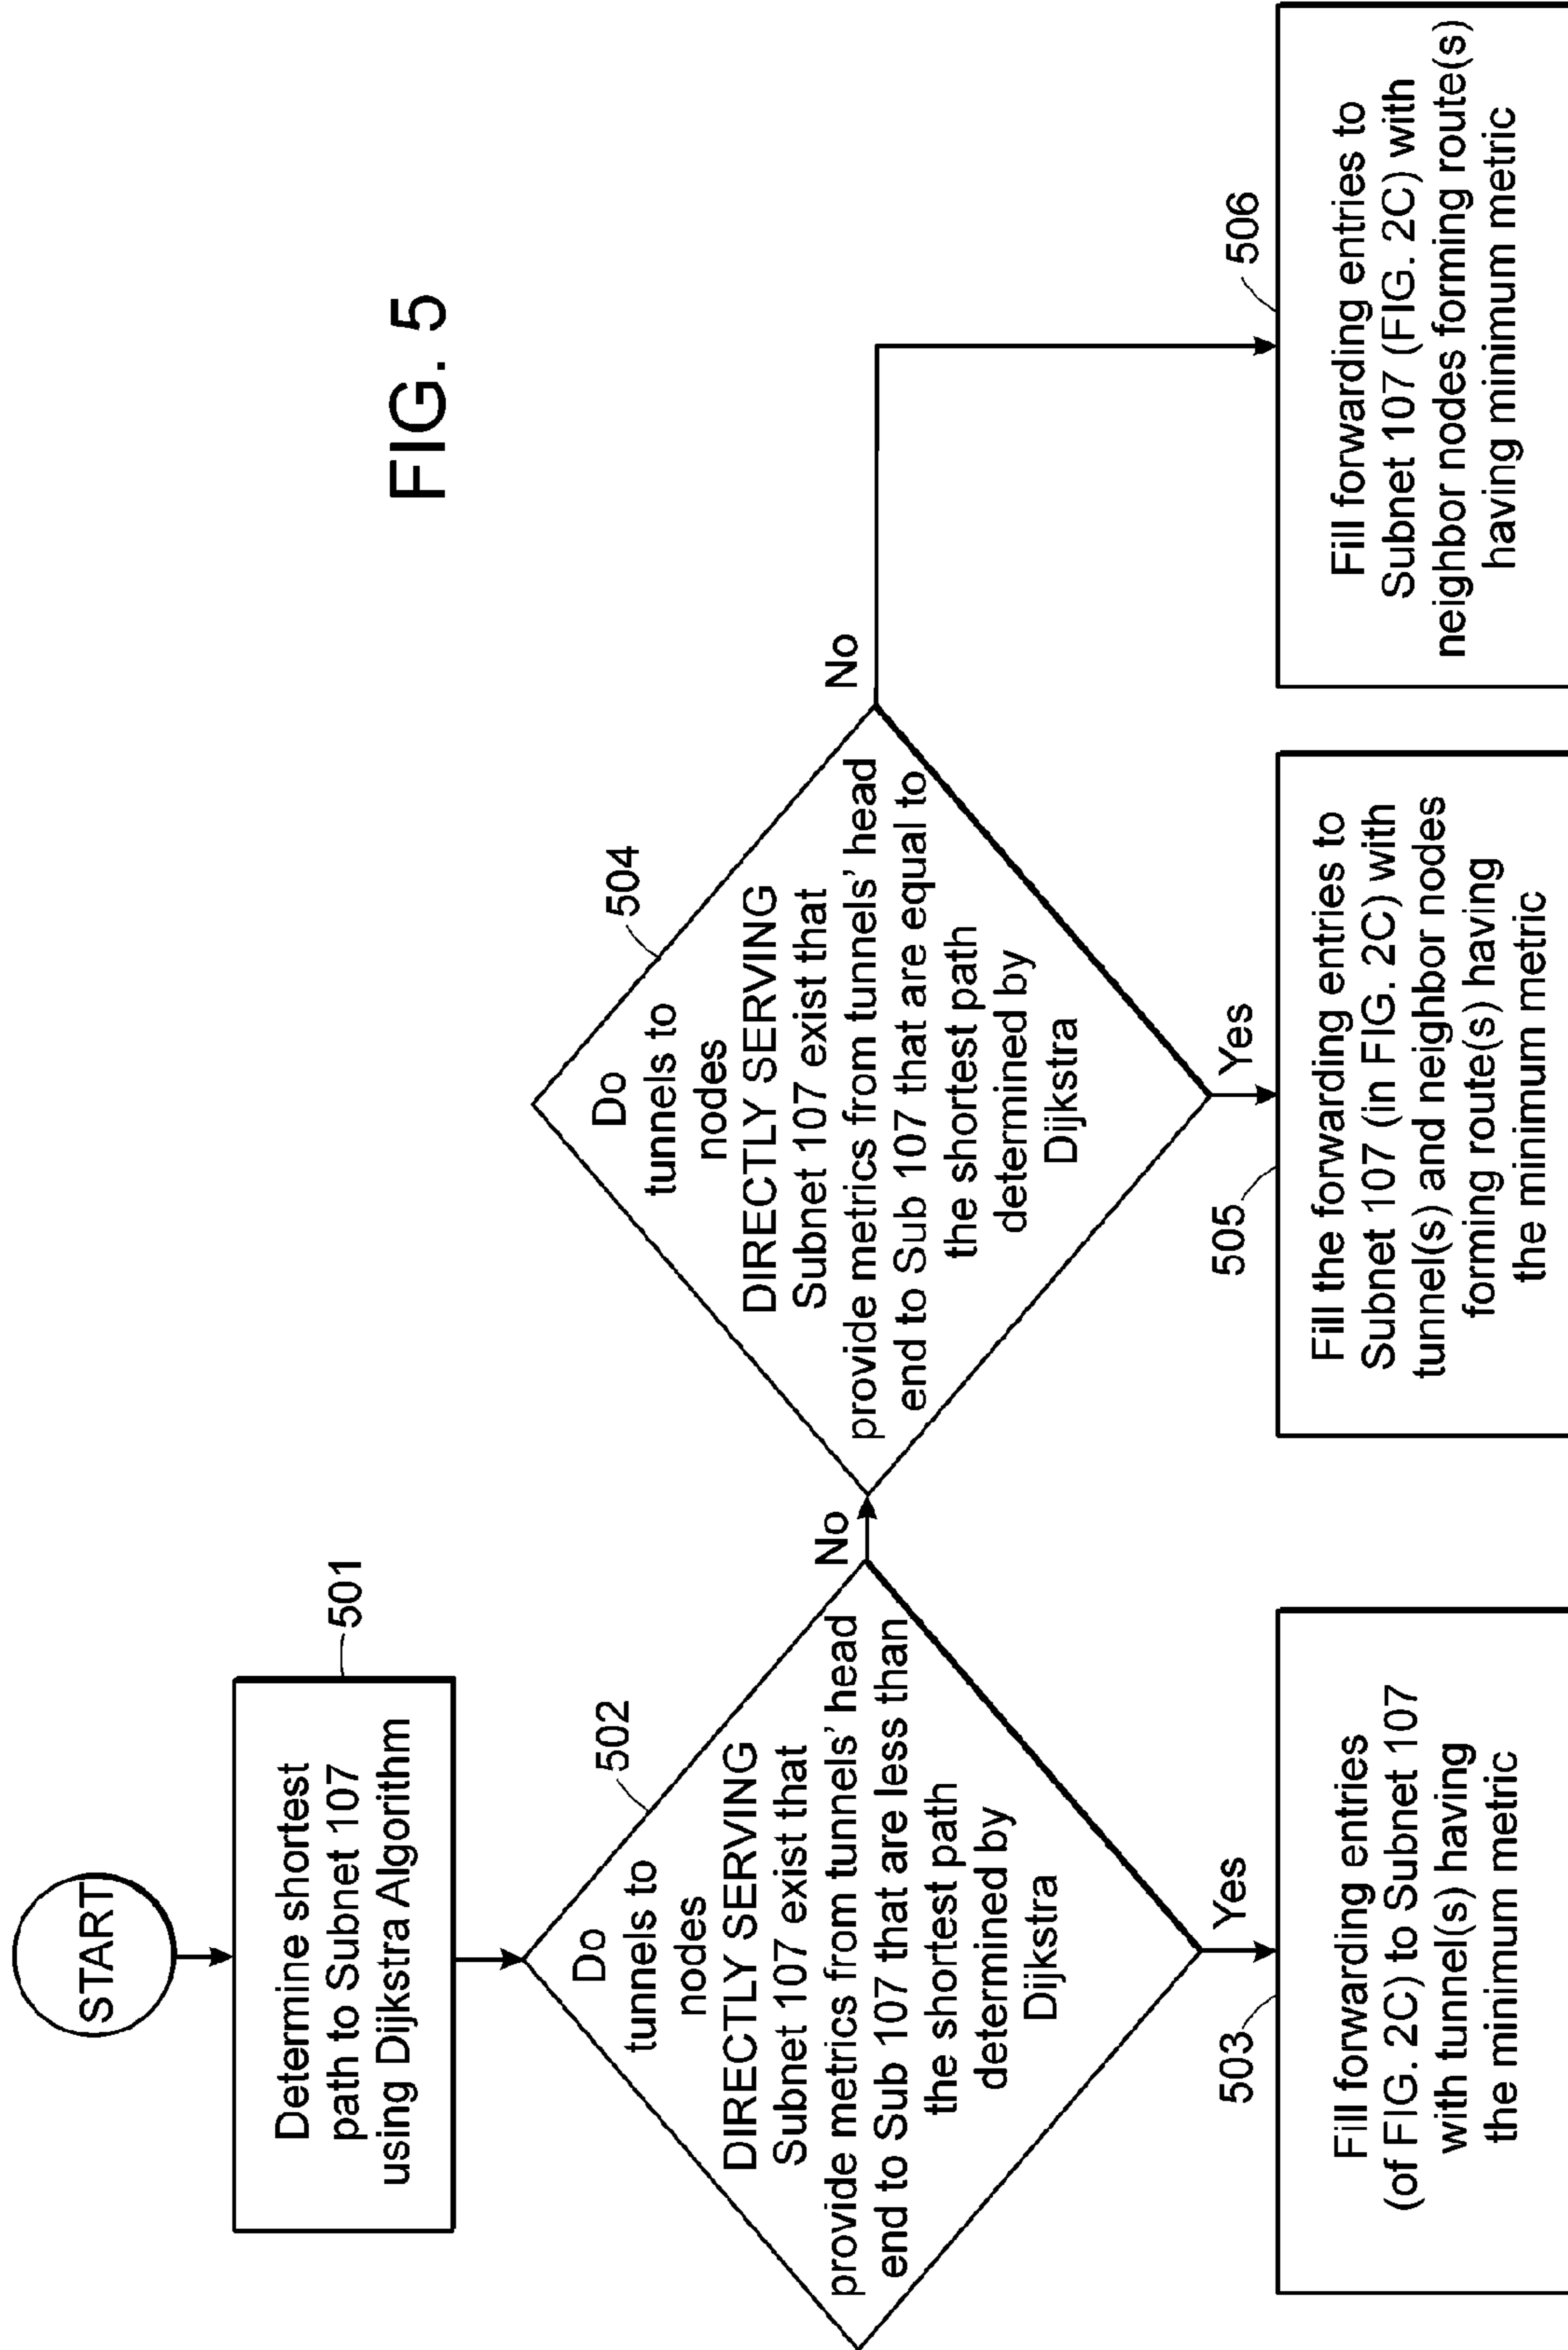 FIG. 5
START
501
Determine shortest
path to Subnet 107
using Dijkstra Algorithm
502
Do
tunnels to
nodes
DIRECTLY SERVING
Subnet 107 exist that
provide metrics from tunnels' head
end to Sub 107 that are less than
the shortest path
determined by
Dijkstra
Yes
No
503
Fill forwarding entries
(of FIG. 2C) to Subnet 107
with tunnel(s) having
the minimum metric
504
Do
tunnels to
nodes
DIRECTLY SERVING
Subnet 107 exist that
provide metrics from tunnels' head
end to Sub 107 that are equal to
the shortest path
determined by
Dijkstra
Yes
No
505
Fill the forwarding entries to
Subnet 107 (in FIG. 2C) with
tunnel(s) and neighbor nodes
forming route(s) having
the minimum metric
506
Fill forwarding entries to
Subnet 107 (FIG. 2C) with
neighbor nodes forming route(s)
having minimum metric